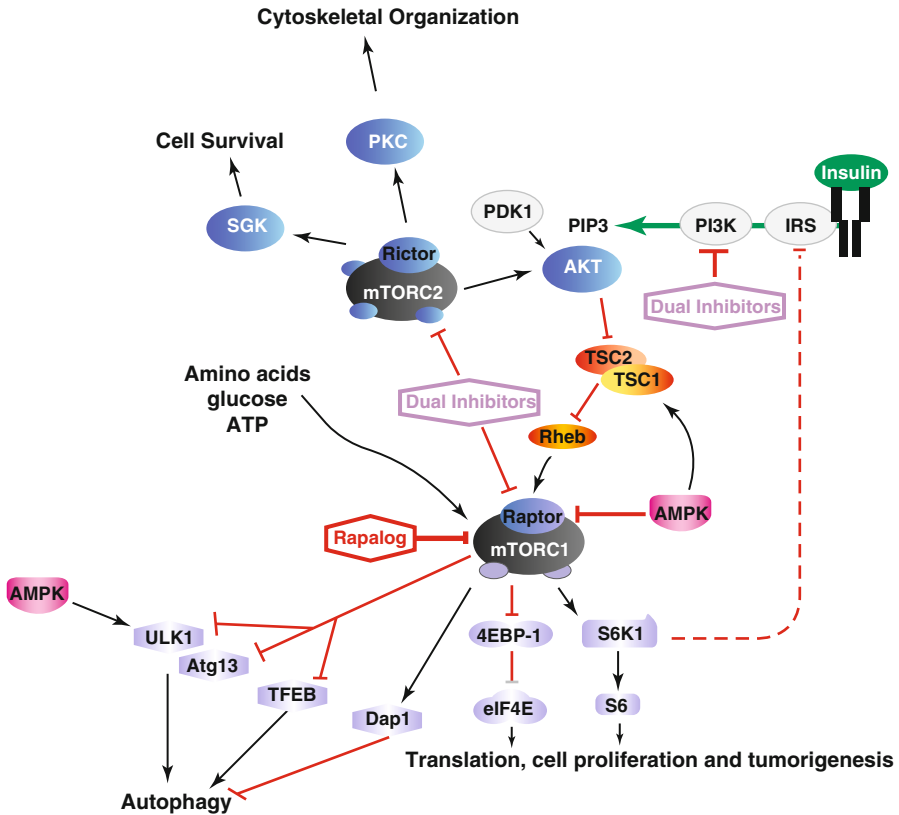 Cytoskeletal Organization
Cell Survival
PKC
Insulin
SGK
PDK1
PIP3
PI3K
IRS
Rictor
mTORC2
AKT
Dual Inhibitors
TSC2
TSC1
Amino acids
glucose
ATP
Dual Inhibitors
Rheb
Raptor
AMPK
Rapalog
mTORC1
AMPK
ULK1
4EBP-1
S6K1
Atg13
TFEB
Dap1
eIF4E
S6
Translation, cell proliferation and tumorigenesis
Autophagy